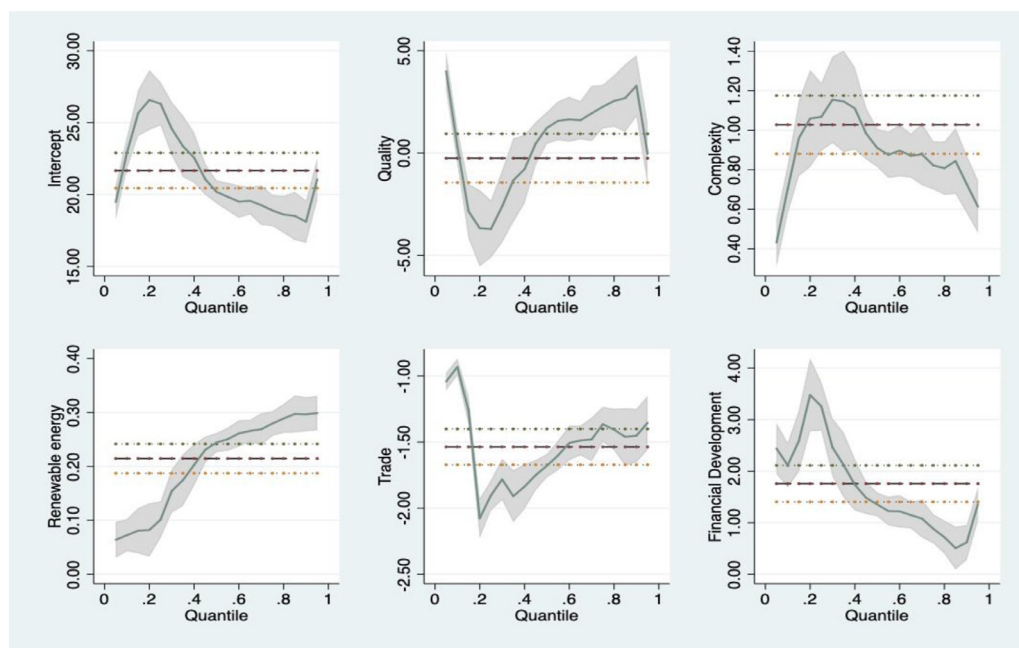 Intercept
30.00
25.00
20.00
15.00
0 .2 .4 .6 .8 1
Quantile
Quality
5.00
0.00
-5.00
0 .2 .4 .6 .8 1
Quantile
Complexity
1.40
1.20
1.00
0.80
0.60
0.40
0 .2 .4 .6 .8 1
Quantile
Renewable energy
0.40
0.30
0.20
0.10
0.00
0 .2 .4 .6 .8 1
Quantile
Trade
-1.00
-1.50
-2.00
-2.50
0 .2 .4 .6 .8 1
Quantile
Financial Development
4.00
3.00
2.00
1.00
0.00
0 .2 .4 .6 .8 1
Quantile